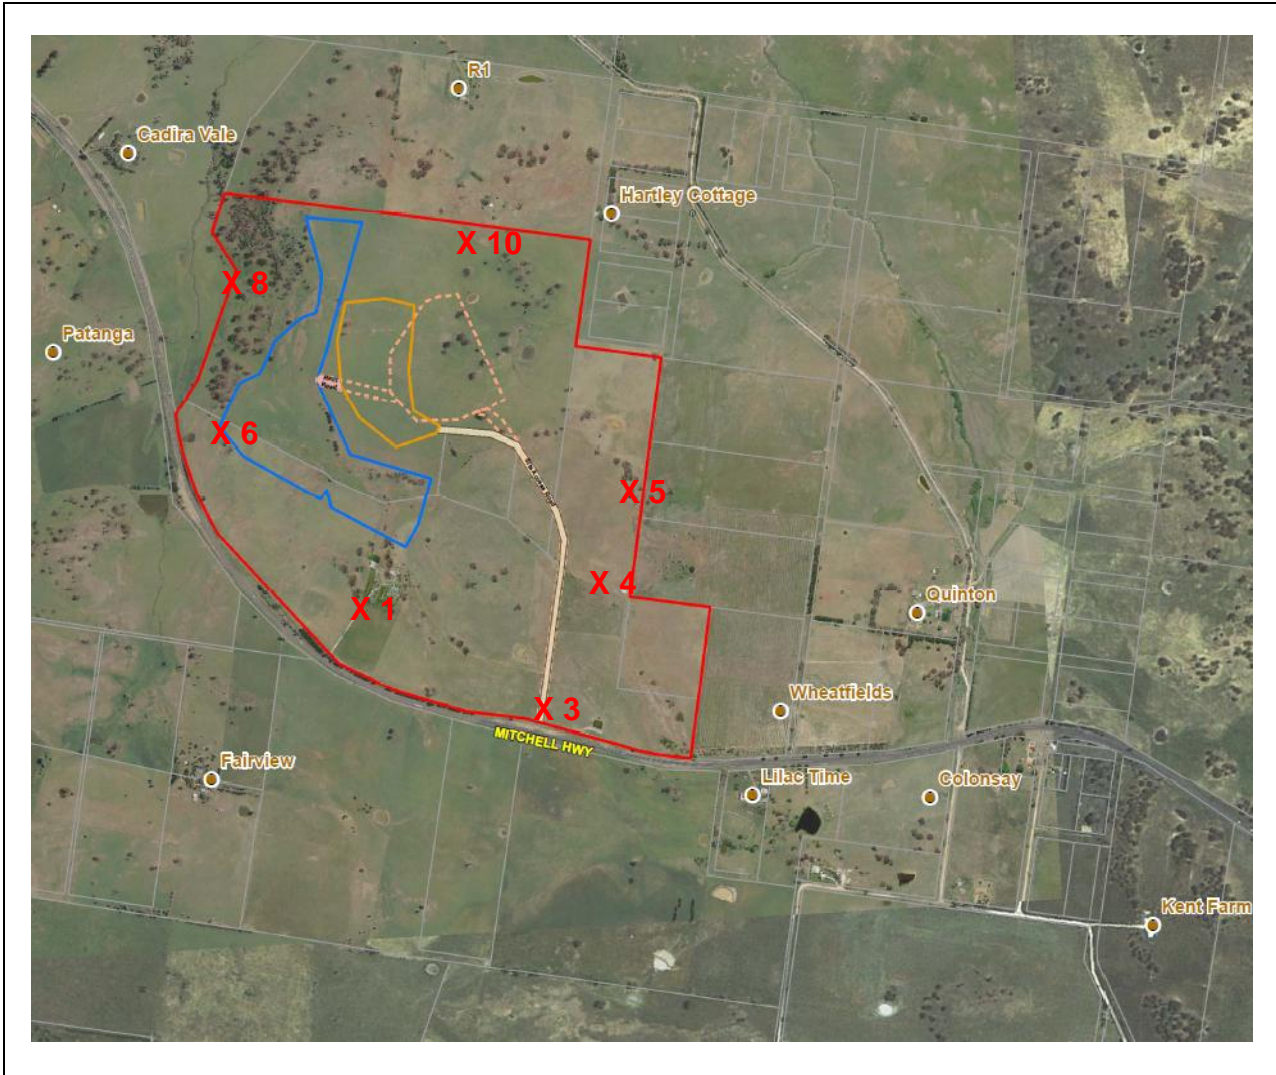 R1
Cadira Vale
Hartley Cottage
X 10
X 8
Patanga
X 6
X 5
X 4
Quinton
X 1
Wheatfields
X 3
MITCHELL HWY
Fairview
Lilac Time
Colonsay
Kent Farm